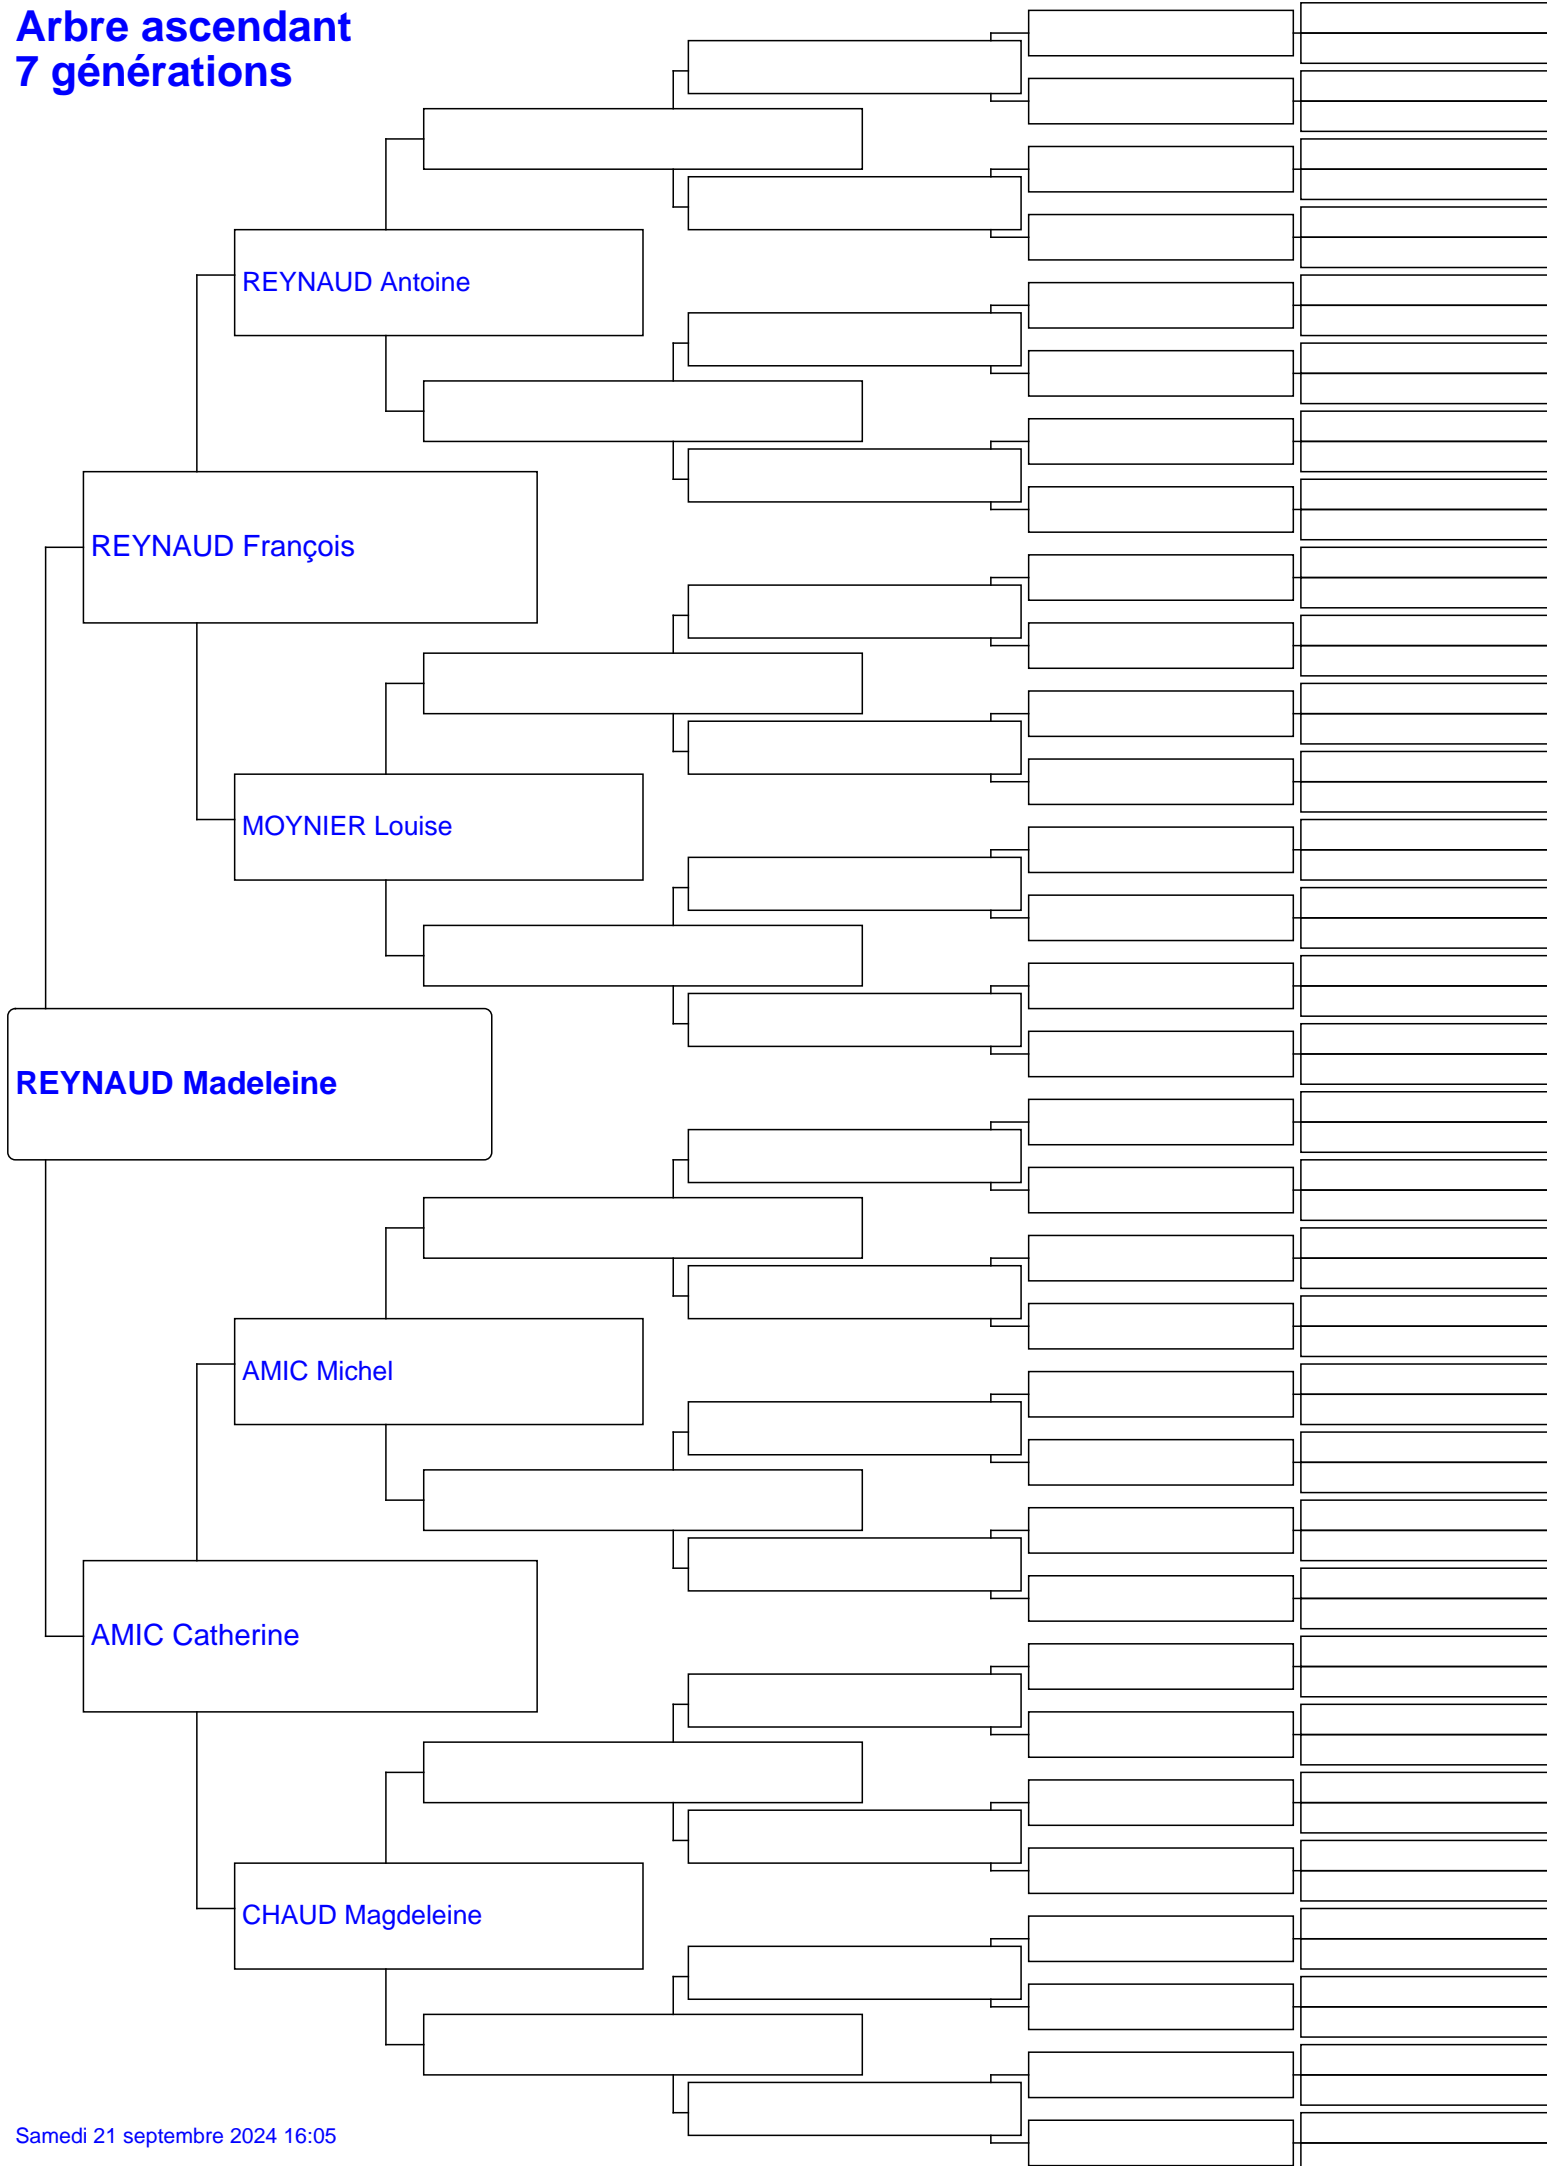 Arbre ascendant
7 générations
REYNAUD Antoine
REYNAUD François
MOYNIER Louise
REYNAUD Madeleine
AMIC Michel
AMIC Catherine
CHAUD Magdeleine
Samedi 21 septembre 2024 16:05